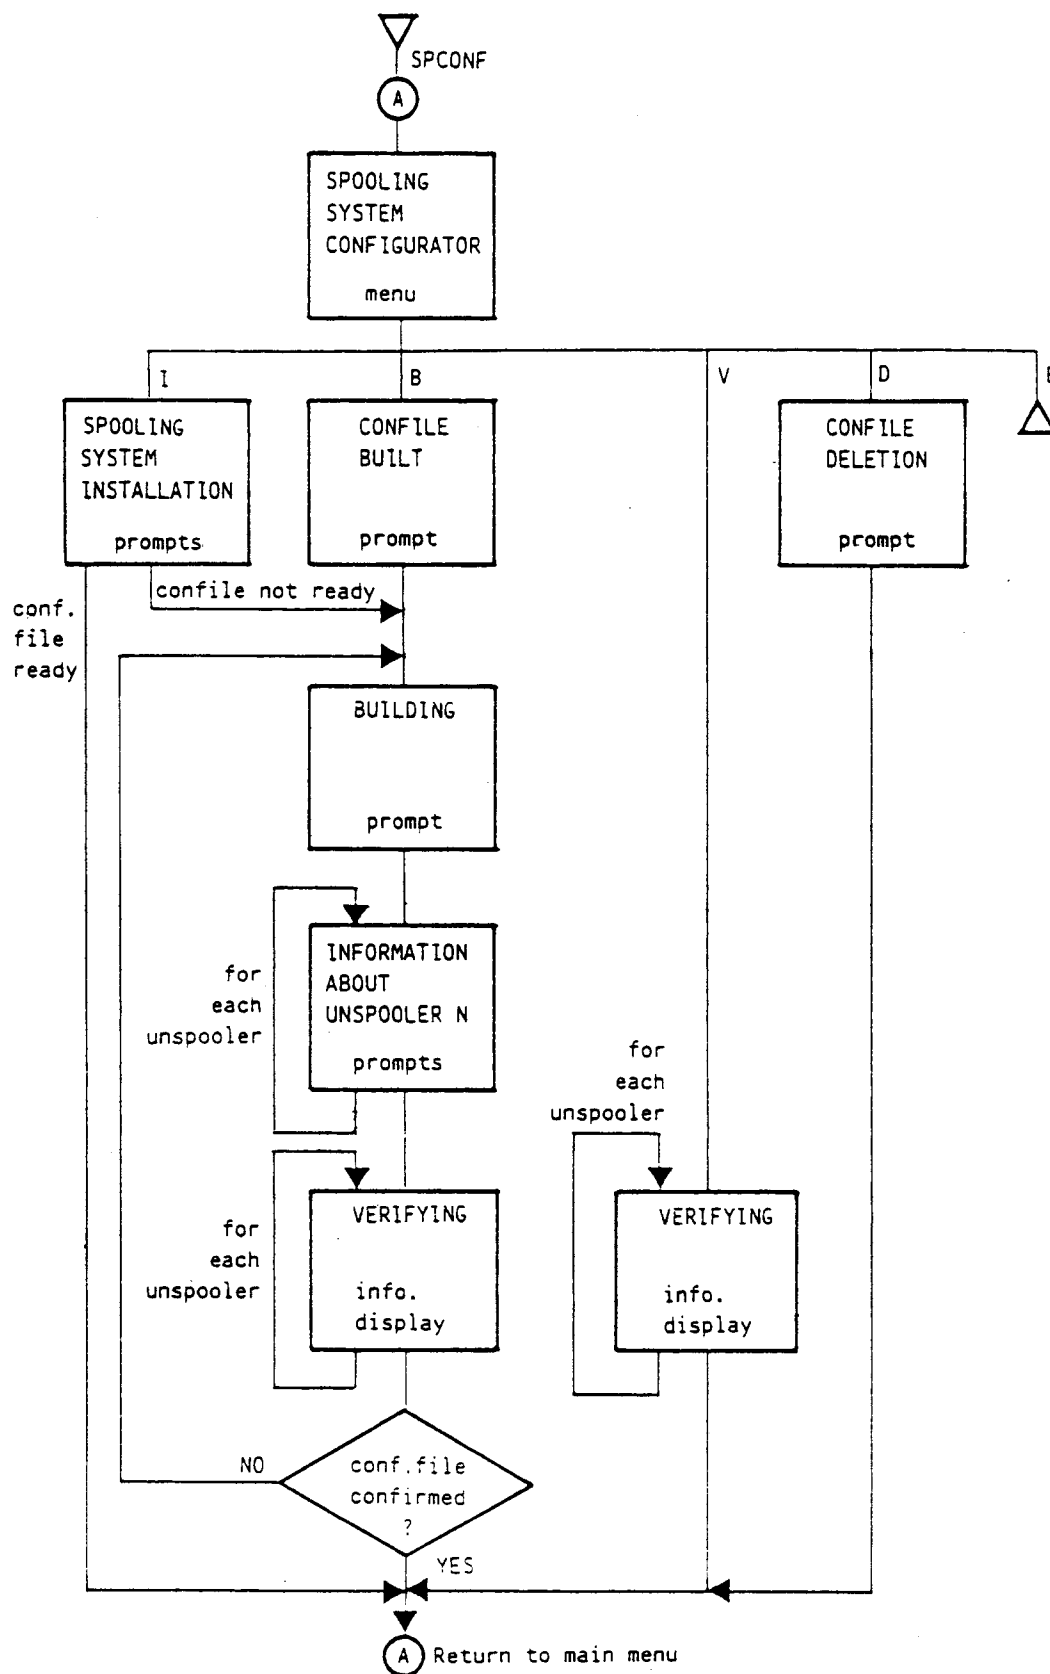 SPCONF
A
SPOOLING
SYSTEM
CONFIGURATOR
menu
I
B
V
D
E
SPOOLING
SYSTEM
INSTALLATION
prompts
CONFILE
BUILT
prompt
CONFILE
DELETION
prompt
confile not ready
conf.
file
ready
BUILDING
prompt
for
each
unspooler
INFORMATION
ABOUT
UNSPOOLER N
prompts
for
each
unspooler
for
each
unspooler
VERIFYING
info.
display
VERIFYING
info.
display
NO
conf.file
confirmed
?
YES
A Return to main menu